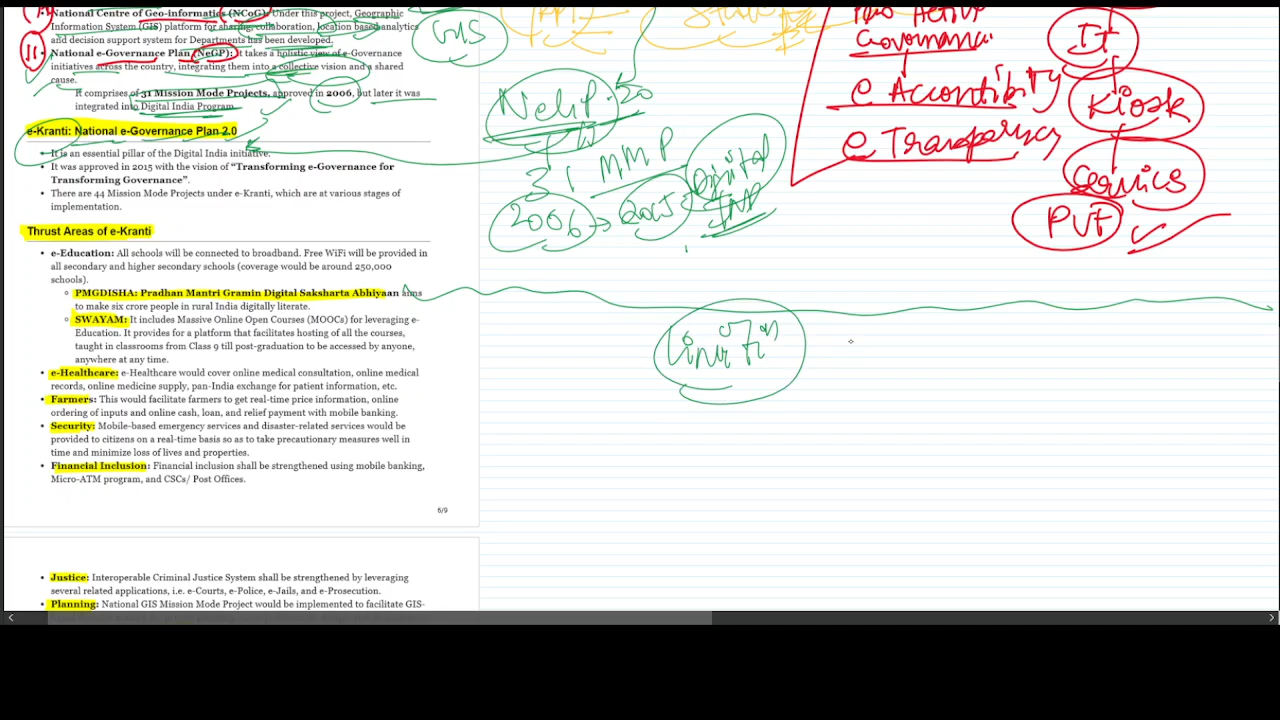 National Centre of Geo-informatics (NCoG): Under this project, Geographic
Information System (GIS) platform for sharing, collaboration, location based analytics
and decision support system for Departments has been developed.
II.
National e-Governance Plan (NeGP): It takes a holistic view of e-Governance
initiatives across the country, integrating them into a collective vision and a shared
cause.
It comprises of 31 Mission Mode Projects, approved in 2006, but later it was
integrated into Digital India Program.
e-Kranti: National e-Governance Plan 2.0
• It is an essential pillar of the Digital India initiative.
• It was approved in 2015 with the vision of “Transforming e-Governance for
Transforming Governance”.
• There are 44 Mission Mode Projects under e-Kranti, which are at various stages of
implementation.
Thrust Areas of e-Kranti
• e-Education: All schools will be connected to broadband. Free WiFi will be provided in
all secondary and higher secondary schools (coverage would be around 250,000
schools).
○ PMGDISHA: Pradhan Mantri Gramin Digital Saksharta Abhiyaan aims
to make six crore people in rural India digitally literate.
○ SWAYAM: It includes Massive Online Open Courses (MOOCs) for leveraging e-
Education. It provides for a platform that facilitates hosting of all the courses,
taught in classrooms from Class 9 till post-graduation to be accessed by anyone,
anywhere at any time.
• e-Healthcare: e-Healthcare would cover online medical consultation, online medical
records, online medicine supply, pan-India exchange for patient information, etc.
• Farmers: This would facilitate farmers to get real-time price information, online
ordering of inputs and online cash, loan, and relief payment with mobile banking.
• Security: Mobile-based emergency services and disaster-related services would be
provided to citizens on a real-time basis so as to take precautionary measures well in
time and minimize loss of lives and properties.
• Financial Inclusion: Financial inclusion shall be strengthened using mobile banking,
Micro-ATM program, and CSCs/ Post Offices.
6/9
• Justice: Interoperable Criminal Justice System shall be strengthened by leveraging
several related applications, i.e. e-Courts, e-Police, e-Jails, and e-Prosecution.
• Planning: National GIS Mission Mode Project would be implemented to facilitate GIS-
GIS
31 MMP
2006
Digital
Active
Governance
e Accontibity
e Transperncy
IT
Kiosk